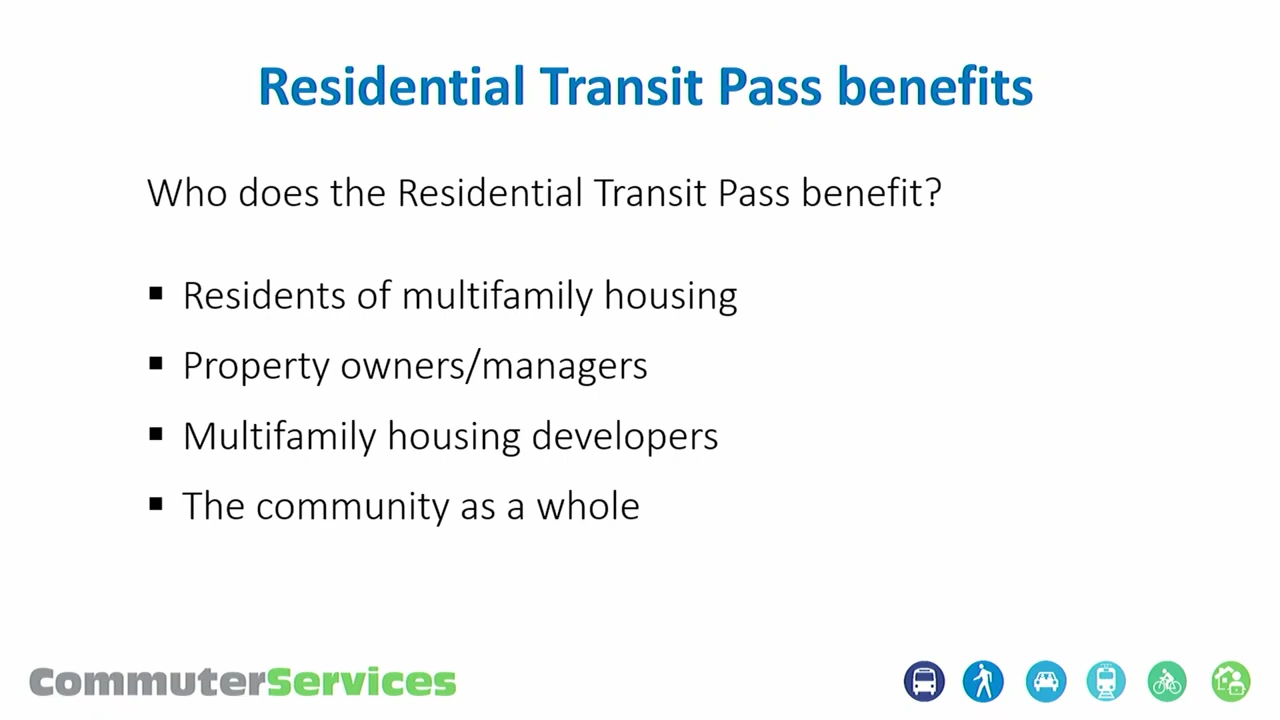 Residential Transit Pass benefits
Who does the Residential Transit Pass benefit?
▪ Residents of multifamily housing
▪ Property owners/managers
▪ Multifamily housing developers
▪ The community as a whole
CommuterServices